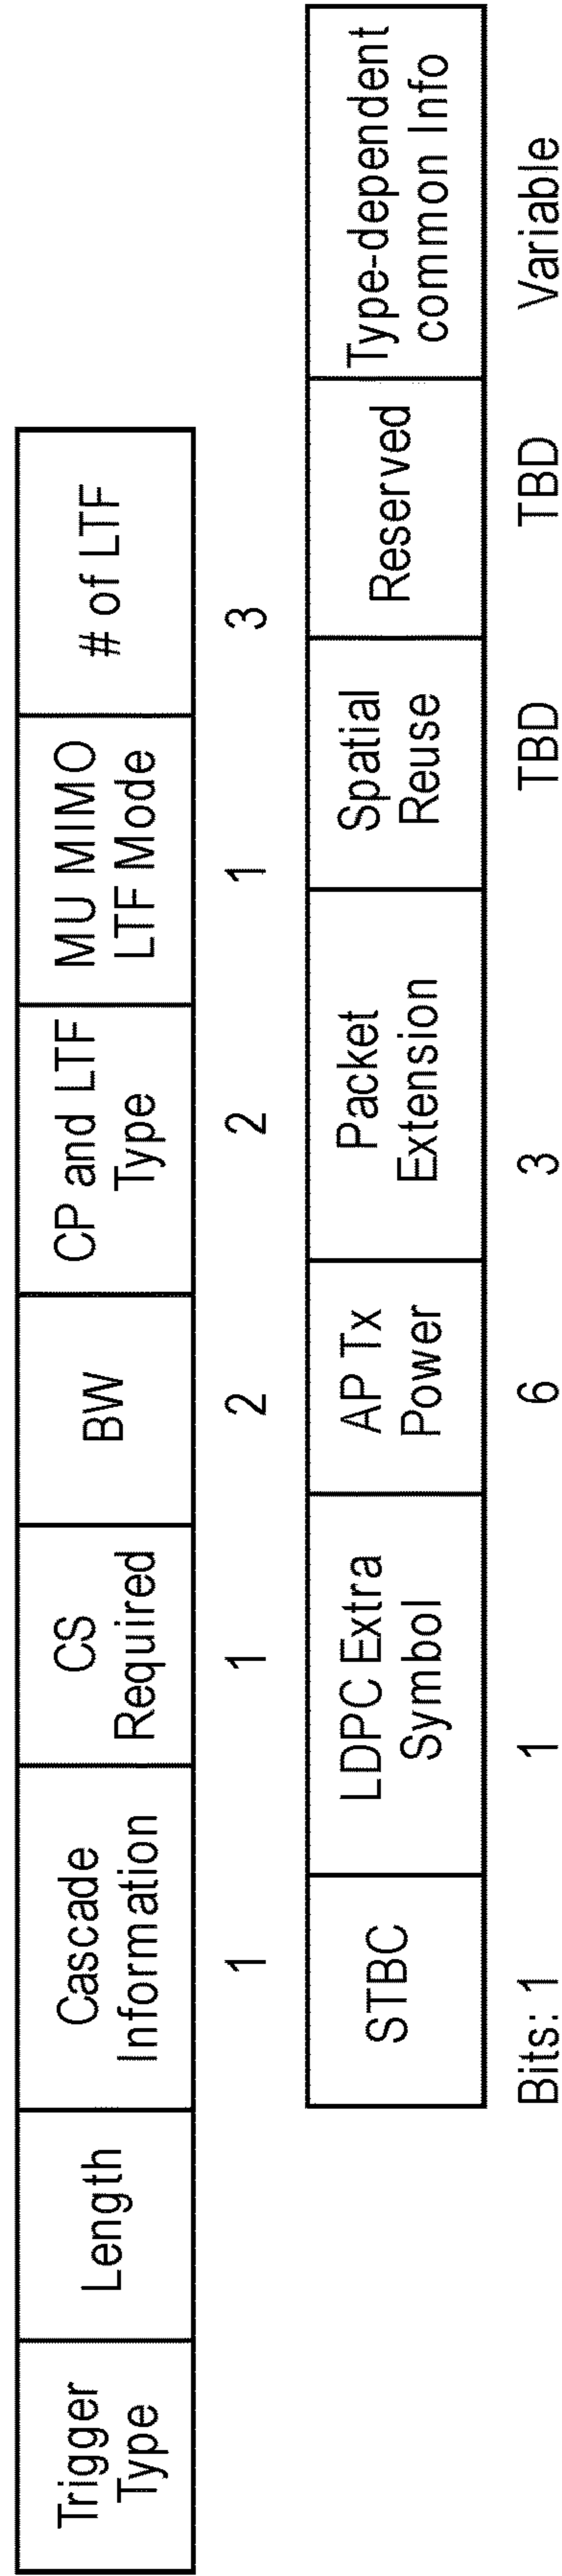 Trigger
Type
Length
Cascade
Information
CS
Required
BW
CP and LTF
Type
MU MIMO
LTF Mode
# of LTF
1
1
2
2
1
3
STBC
LDPC Extra
Symbol
AP Tx
Power
Packet
Extension
Spatial
Reuse
Reserved
Type-dependent
common Info
Bits: 1
1
6
3
TBD
TBD
Variable